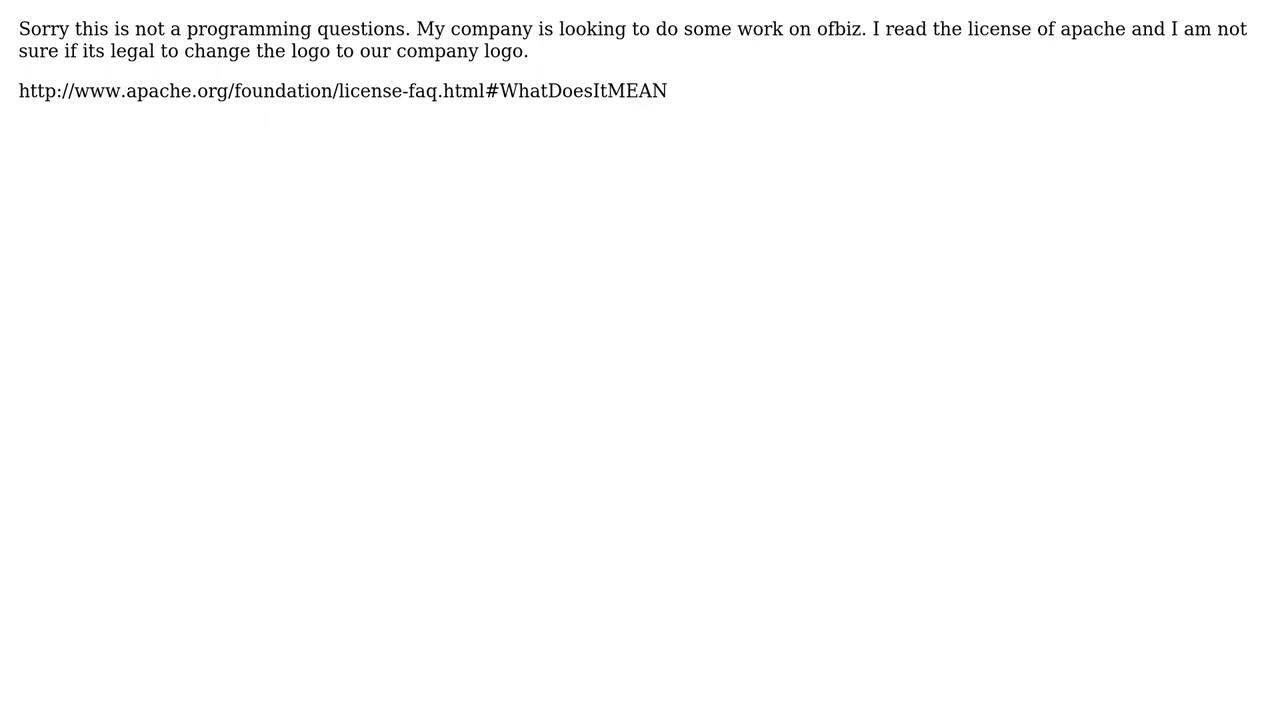 Sorry this is not a programming questions. My company is looking to do some work on ofbiz. I read the license of apache and I am not
sure if its legal to change the logo to our company logo.
http://www.apache.org/foundation/license-faq.html#WhatDoesItMEAN